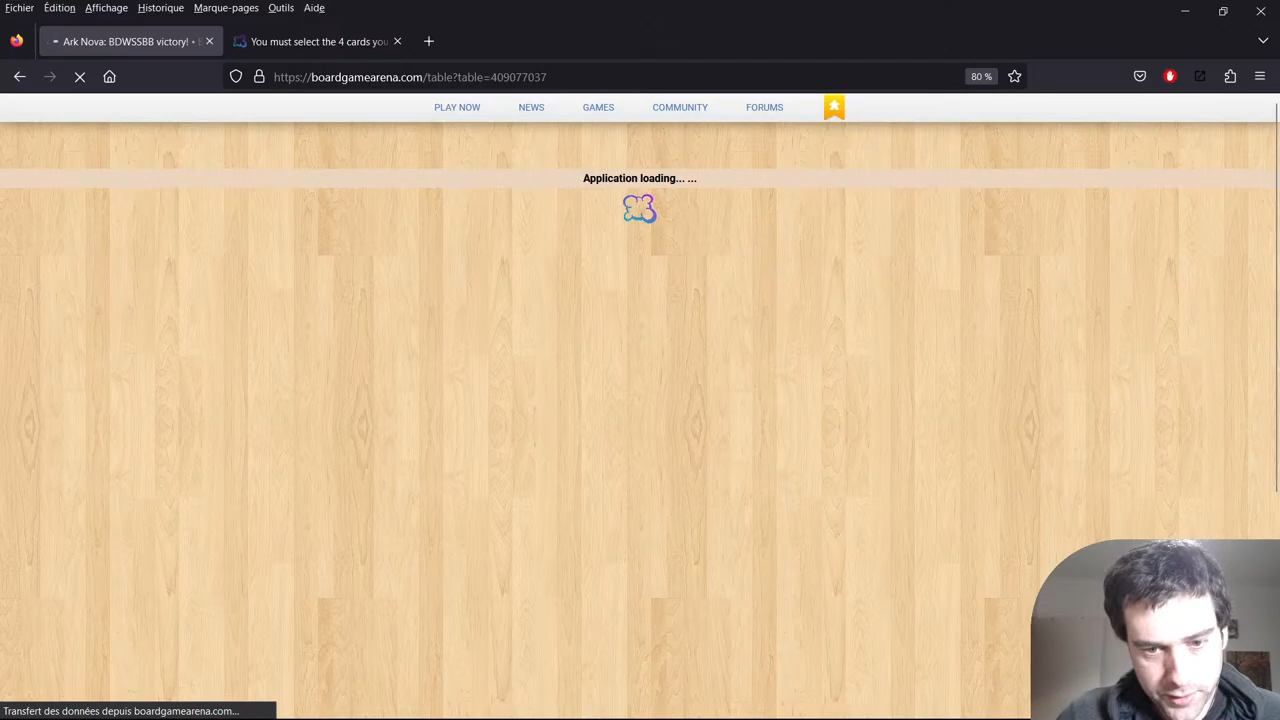 Fichier Édition Affichage Historique Marque-pages Outils Aide
Ark Nova: BDWSSBB victory! • B
You must select the 4 cards you
https://boardgamearena.com/table?table=409077037
80 %
PLAY NOW NEWS GAMES COMMUNITY FORUMS
Application loading... ...
Transfert des données depuis boardgamearena.com...